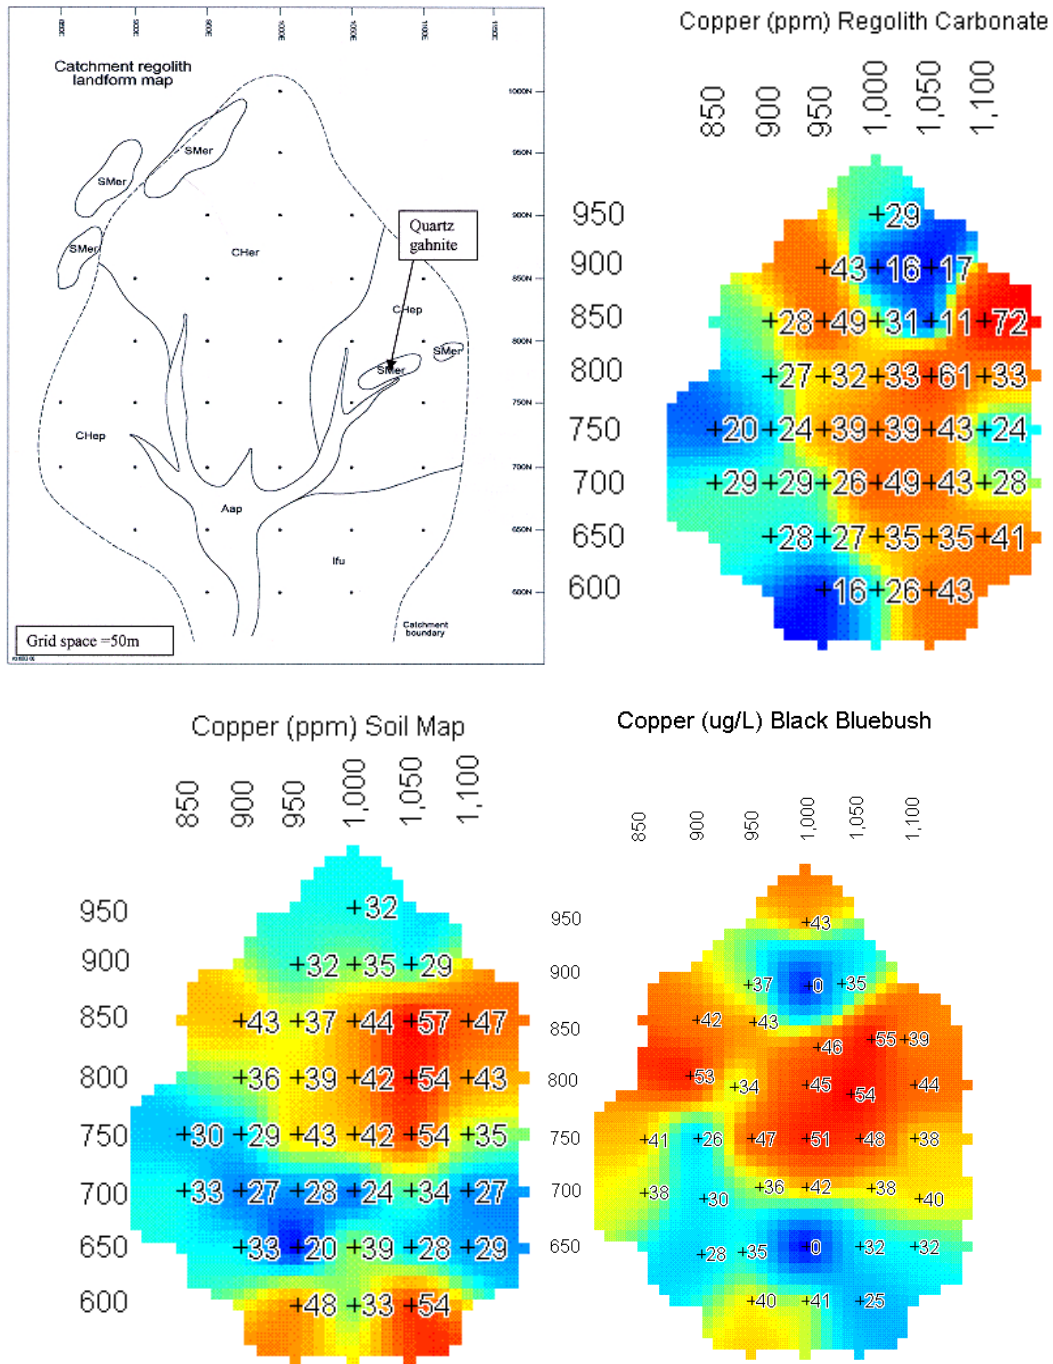 850E
900E
950E
1000E
1050E
1100E
1150E
Catchment regolith
landform map
1000N
950N
900N
850N
800N
750N
700N
650N
600N
SMer
SMer
SMer
CHer
Quartz
gahnite
CHep
SMer
SMer
CHep
Aap
Ifu
Catchment
boundary
Grid space =50m
Copper (ppm) Regolith Carbonate
850 900 950 1,000 1,050 1,100
950 +29
900 +43 +16 +17
850 +28 +49 +31 +11 +72
800 +27 +32 +33 +61 +33
750 +20 +24 +39 +39 +43 +24
700 +29 +29 +26 +49 +43 +28
650 +28 +27 +35 +35 +41
600 +16 +26 +43
Copper (ppm) Soil Map
850 900 950 1,000 1,050 1,100
950 +32
900 +32 +35 +29
850 +43 +37 +44 +57 +47
800 +36 +39 +42 +54 +43
750 +30 +29 +43 +42 +54 +35
700 +33 +27 +28 +24 +34 +27
650 +33 +20 +39 +28 +29
600 +48 +33 +54
Copper (ug/L) Black Bluebush
850 900 950 1,000 1,050 1,100
950 +43
900 +37 +0 +35
850 +42 +43 +46 +55 +39
800 +53 +34 +45 +54 +44
750 +41 +26 +47 +51 +48 +38
700 +38 +30 +36 +42 +38 +40
650 +28 +35 +0 +32 +32
+40 +41 +25